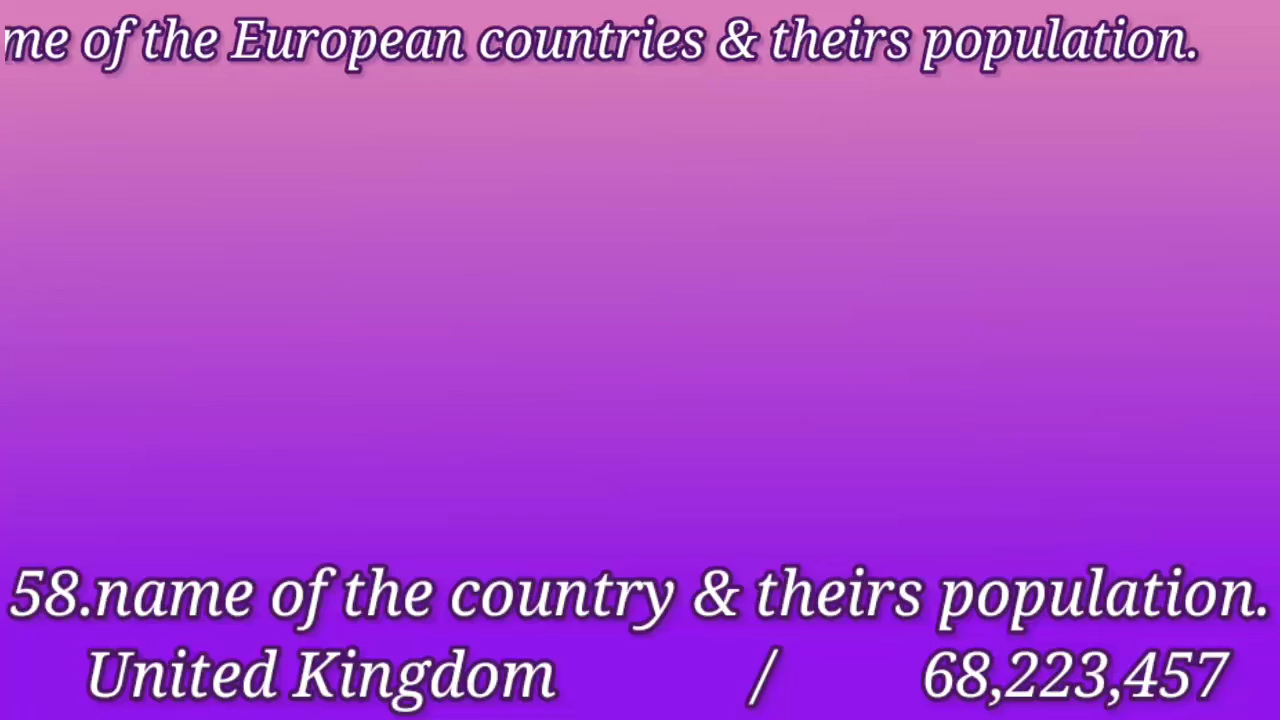 me of the European countries & theirs population.
58.name of the country & theirs population.
United Kingdom / 68,223,457